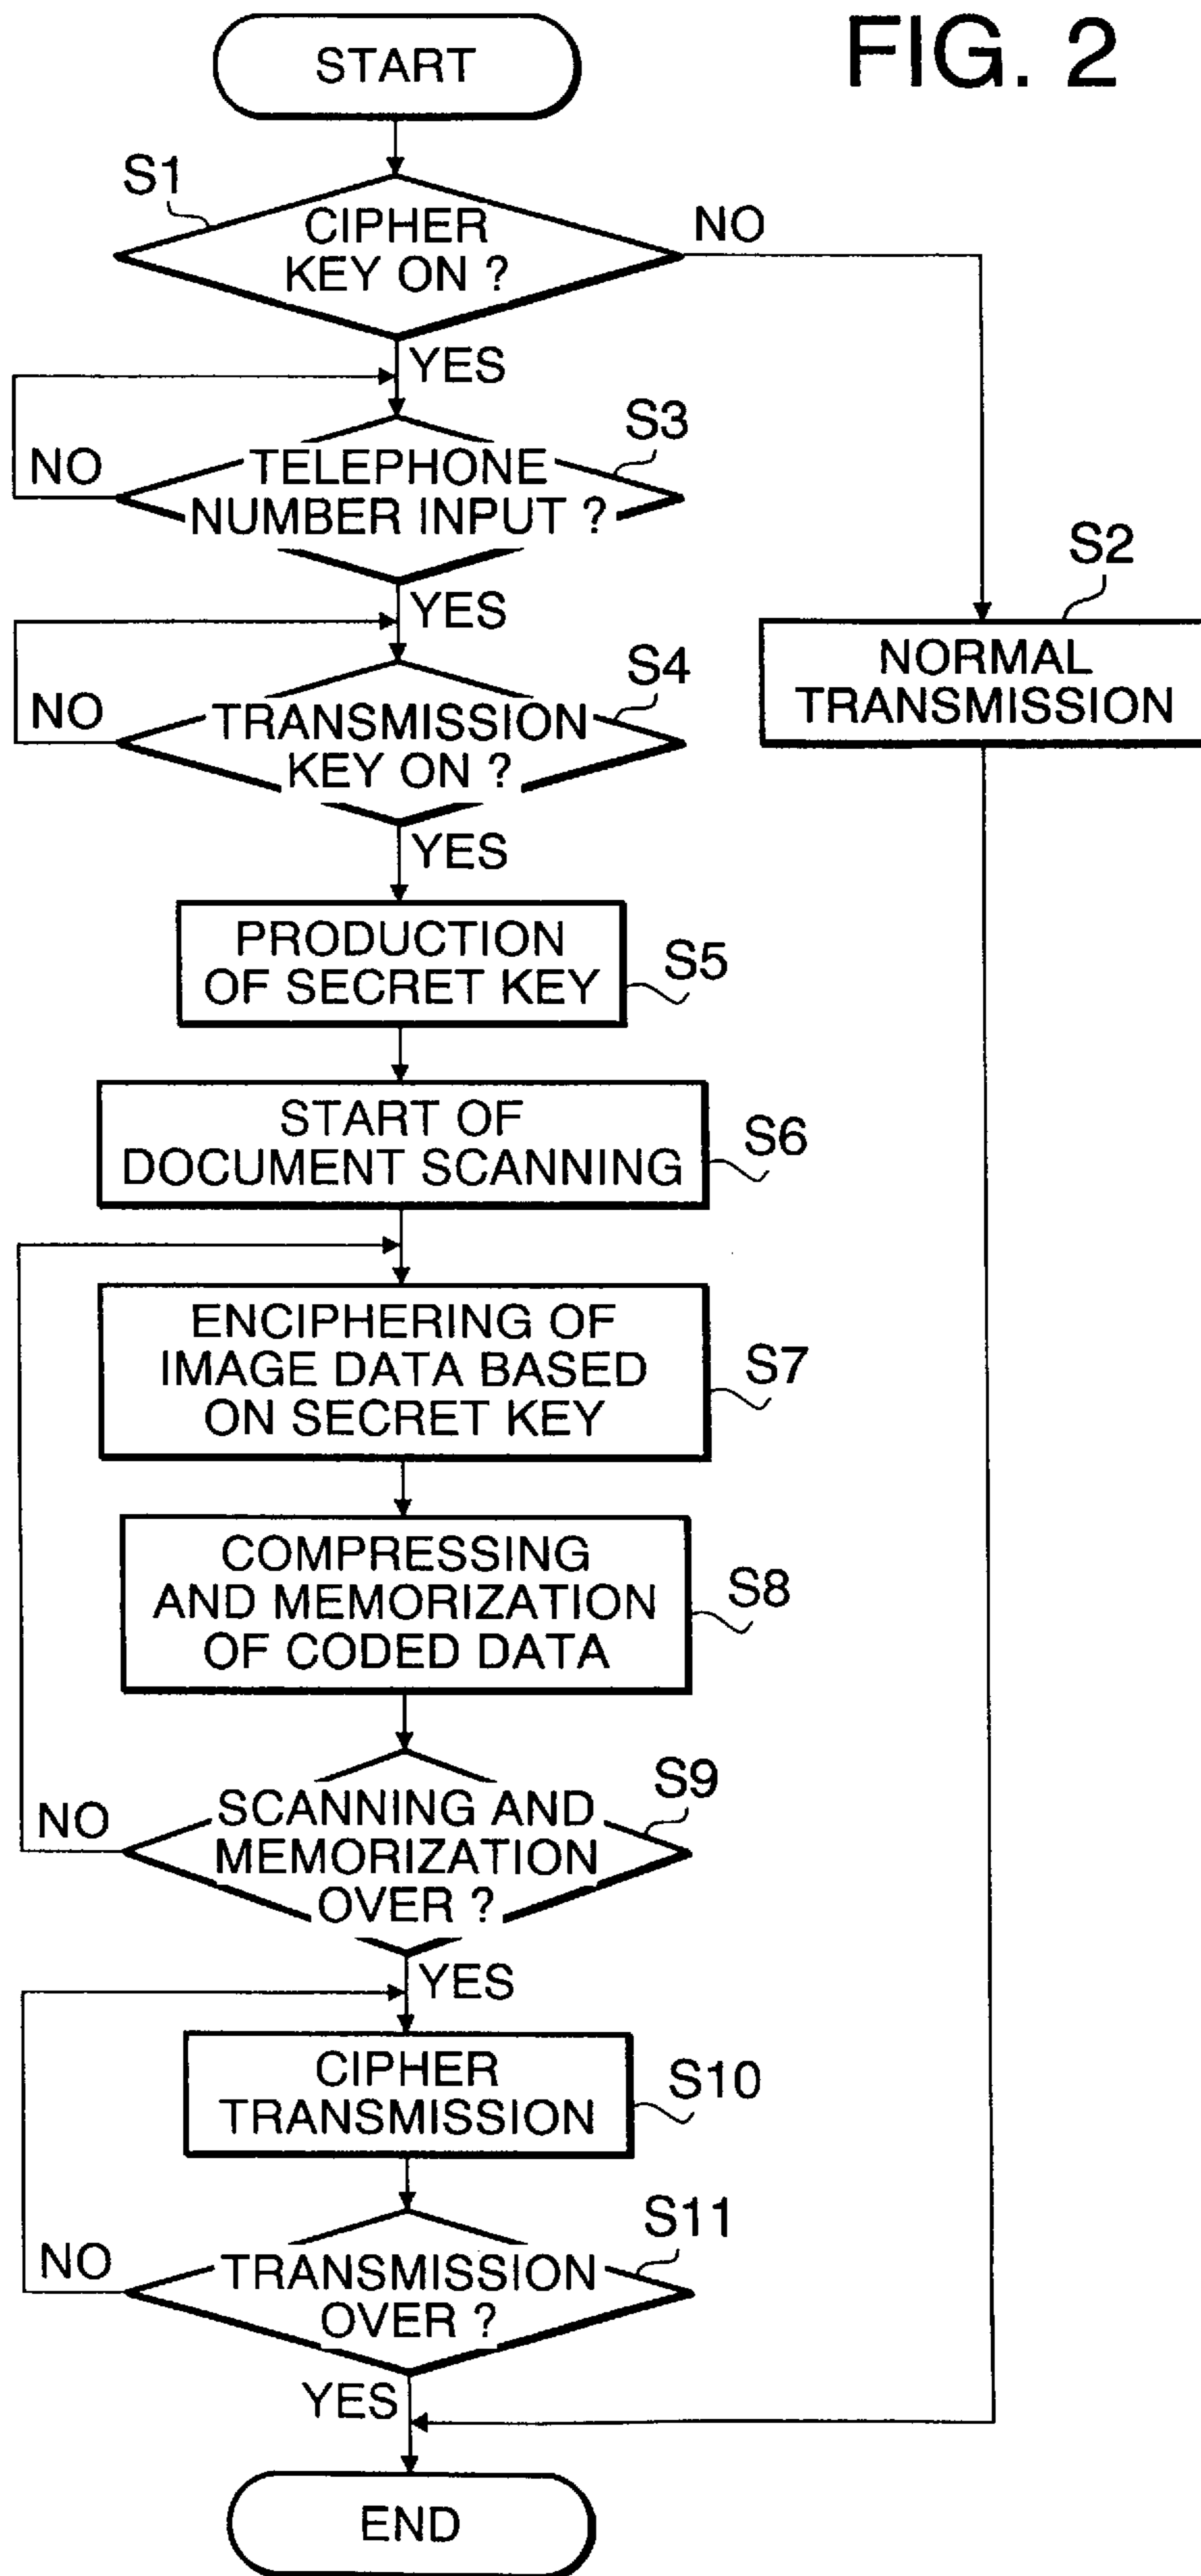 FIG. 2
START
S1
CIPHER
KEY ON ?
NO
YES
S3
TELEPHONE
NUMBER INPUT ?
NO
YES
S2
NORMAL
TRANSMISSION
S4
TRANSMISSION
KEY ON ?
NO
YES
PRODUCTION
OF SECRET KEY
S5
START OF
DOCUMENT SCANNING
S6
ENCIPHERING OF
IMAGE DATA BASED
ON SECRET KEY
S7
COMPRESSING
AND MEMORIZATION
OF CODED DATA
S8
S9
SCANNING AND
MEMORIZATION
OVER ?
NO
YES
CIPHER
TRANSMISSION
S10
S11
TRANSMISSION
OVER ?
NO
YES
END